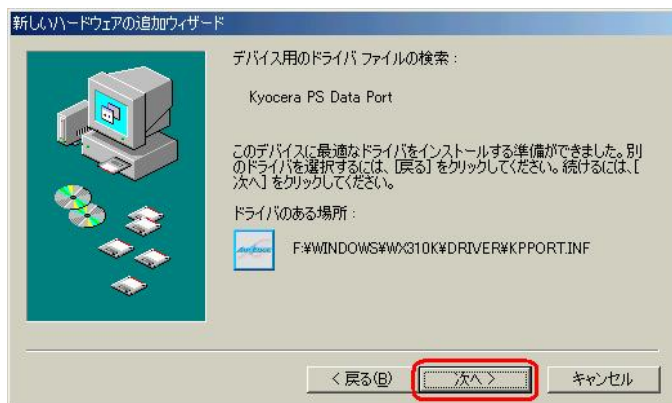 新しいハードウェアの追加ウィザード
デバイス用のドライバ ファイルの検索 :
Kyocera PS Data Port
このデバイスに最適なドライバをインストールする準備ができました。別
のドライバを選択するには、[戻る] をクリックしてください。続けるには、[
次へ] をクリックしてください。
ドライバのある場所 :
F:¥WINDOWS¥WX310K¥DRIVER¥KPPORT.INF
< 戻る(B)
次へ >
キャンセル